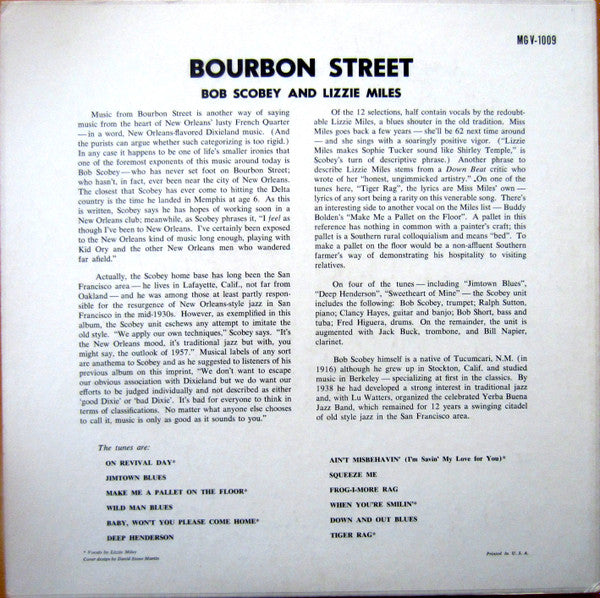 MG V-1009
BOURBON STREET
BOB SCOBEY AND LIZZIE MILES
Music from Bourbon Street is another way of saying
music from the heart of New Orleans' lusty French Quarter
— in a word, New Orleans-flavored Dixieland music. (And
the purists can argue whether such categorizing is too rigid.)
In any case it happens to be one of life's smaller ironies that
one of the foremost exponents of this music around today is
Bob Scobey — who has never set foot on Bourbon Street;
who hasn't, in fact, ever been near the city of New Orleans.
The closest that Scobey has ever come to hitting the Delta
country is the time he landed in Memphis at age 6. As this
is written, Scobey says he has hopes of working soon in a
New Orleans club; meanwhile, as Scobey phrases it, "I feel as
though I've been to New Orleans. I've certainly been exposed
to the New Orleans kind of music long enough, playing with
Kid Ory and the other New Orleans men who wandered
far afield."
Actually, the Scobey home base has long been the San
Francisco area — he lives in Lafayette, Calif., not far from
Oakland — and he was among those at least partly respon-
sible for the resurgence of New Orleans-style jazz in San
Francisco in the mid-1930s. However, as exemplified in this
album, the Scobey unit eschews any attempt to imitate the
old style. "We apply our own techniques," Scobey says. "It's
the New Orleans mood, it's traditional jazz but with, you
might say, the outlook of 1957." Musical labels of any sort
are anathema to Scobey and as he suggested to listeners of his
previous album on this imprint, "We don't want to escape
our obvious association with Dixieland but we do want our
efforts to be judged individually and not described as either
'good Dixie' or 'bad Dixie'. It's bad for everyone to think in
terms of classifications. No matter what anyone else chooses
to call it, music is only as good as it sounds to you."
Of the 12 selections, half contain vocals by the redoubt-
able Lizzie Miles, a blues shouter in the old tradition. Miss
Miles goes back a few years — she'll be 62 next time around
— and she sings with a soaringly positive vigor. ("Lizzie
Miles makes Sophie Tucker sound like Shirley Temple," is
Scobey's turn of descriptive phrase.) Another phrase to
describe Lizzie Miles stems from a Down Beat critic who
wrote of her "honest, ungimmicked artistry." On one of the
tunes here, "Tiger Rag", the lyrics are Miss Miles' own —
lyrics of any sort being a rarity on this venerable song. There's
an interesting side to another vocal on the Miles list — Buddy
Bolden's "Make Me a Pallet on the Floor". A pallet in this
reference has nothing in common with a painter's craft; this
pallet is a Southern rural colloquialism and means "bed". To
make a pallet on the floor would be a non-affluent Southern
farmer's way of demonstrating his hospitality to visiting
relatives.
On four of the tunes — including "Jimtown Blues",
"Deep Henderson", "Sweetheart of Mine" — the Scobey unit
includes the following: Bob Scobey, trumpet; Ralph Sutton,
piano; Clancy Hayes, guitar and banjo; Bob Short, bass and
tuba; Fred Higuera, drums. On the remainder, the unit is
augmented with Jack Buck, trombone, and Bill Napier,
clarinet.
Bob Scobey himself is a native of Tucumcari, N.M. (in
1916) although he grew up in Stockton, Calif. and studied
music in Berkeley — specializing at first in the classics. By
1938 he had developed a strong interest in traditional jazz
and, with Lu Watters, organized the celebrated Yerba Buena
Jazz Band, which remained for 12 years a swinging citadel
of old style jazz in the San Francisco area.
The tunes are:
ON REVIVAL DAY*
JIMTOWN BLUES
MAKE ME A PALLET ON THE FLOOR*
WILD MAN BLUES
BABY, WON'T YOU PLEASE COME HOME*
DEEP HENDERSON
AIN'T MISBEHAVIN' (I'm Savin' My Love for You)*
SQUEEZE ME
FROG-I-MORE RAG
WHEN YOU'RE SMILIN'*
DOWN AND OUT BLUES
TIGER RAG*
* Vocals by Lizzie Miles
Cover design by David Stone Martin
Printed in U. S. A.